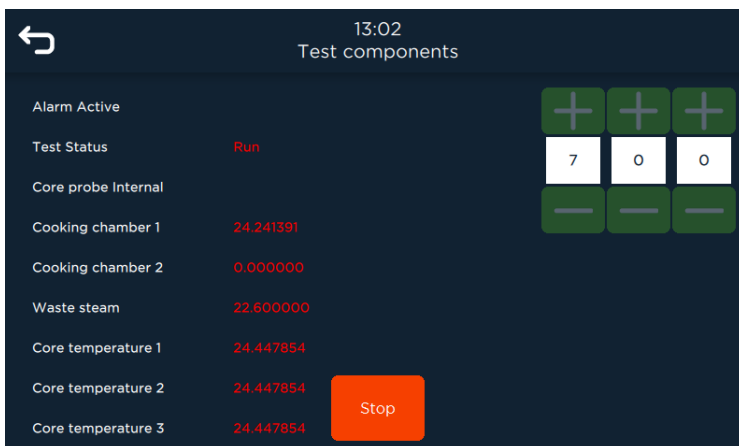 13:02
Test components
Alarm Active
Test Status Run
7 0 0
Core probe Internal
Cooking chamber 1 24.241391
Cooking chamber 2 0.000000
Waste steam 22.600000
Core temperature 1 24.447854
Core temperature 2 24.447854
Stop
Core temperature 3 24.447854